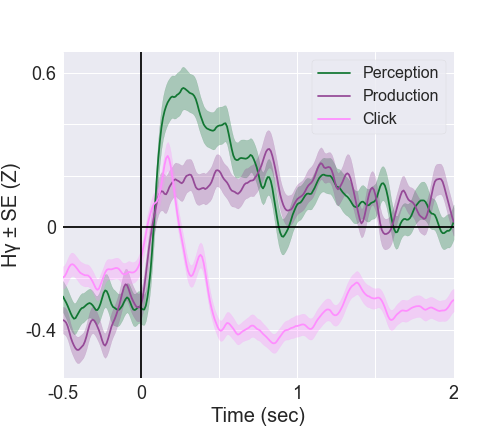 Perception
Production
Click
0.6
0
-0.4
Hγ ± SE (Z)
-0.5 0 1 2
Time (sec)